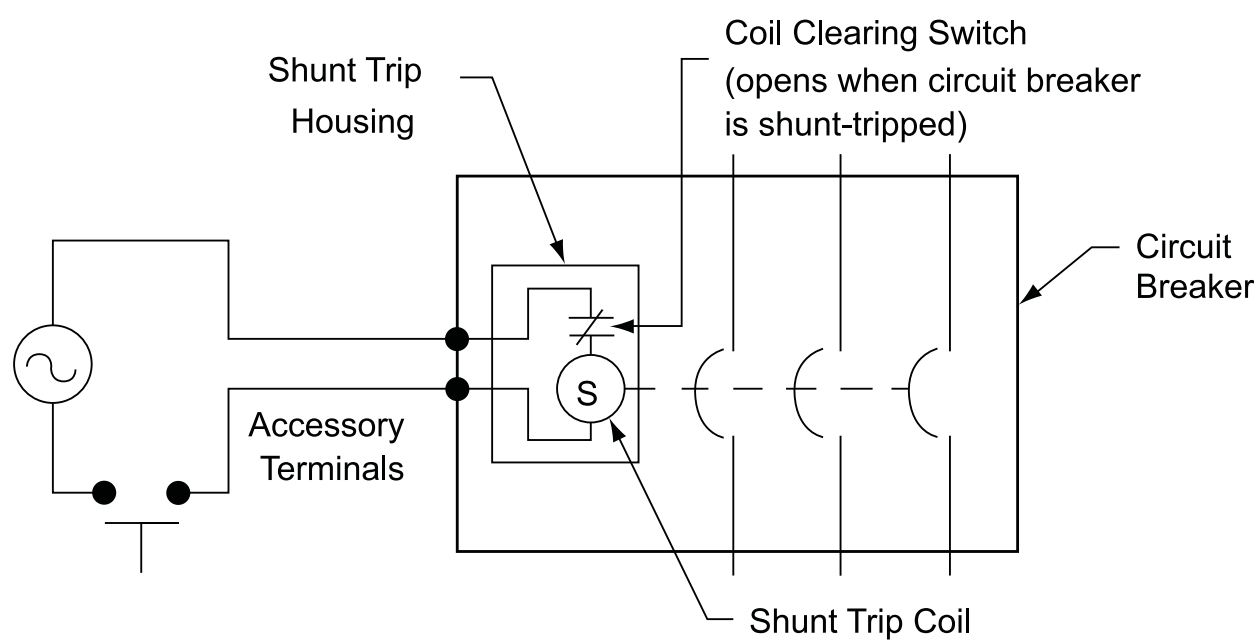 Coil Clearing Switch
(opens when circuit breaker
is shunt-tripped)
Shunt Trip
Housing
Circuit
Breaker
S
Accessory
Terminals
Shunt Trip Coil